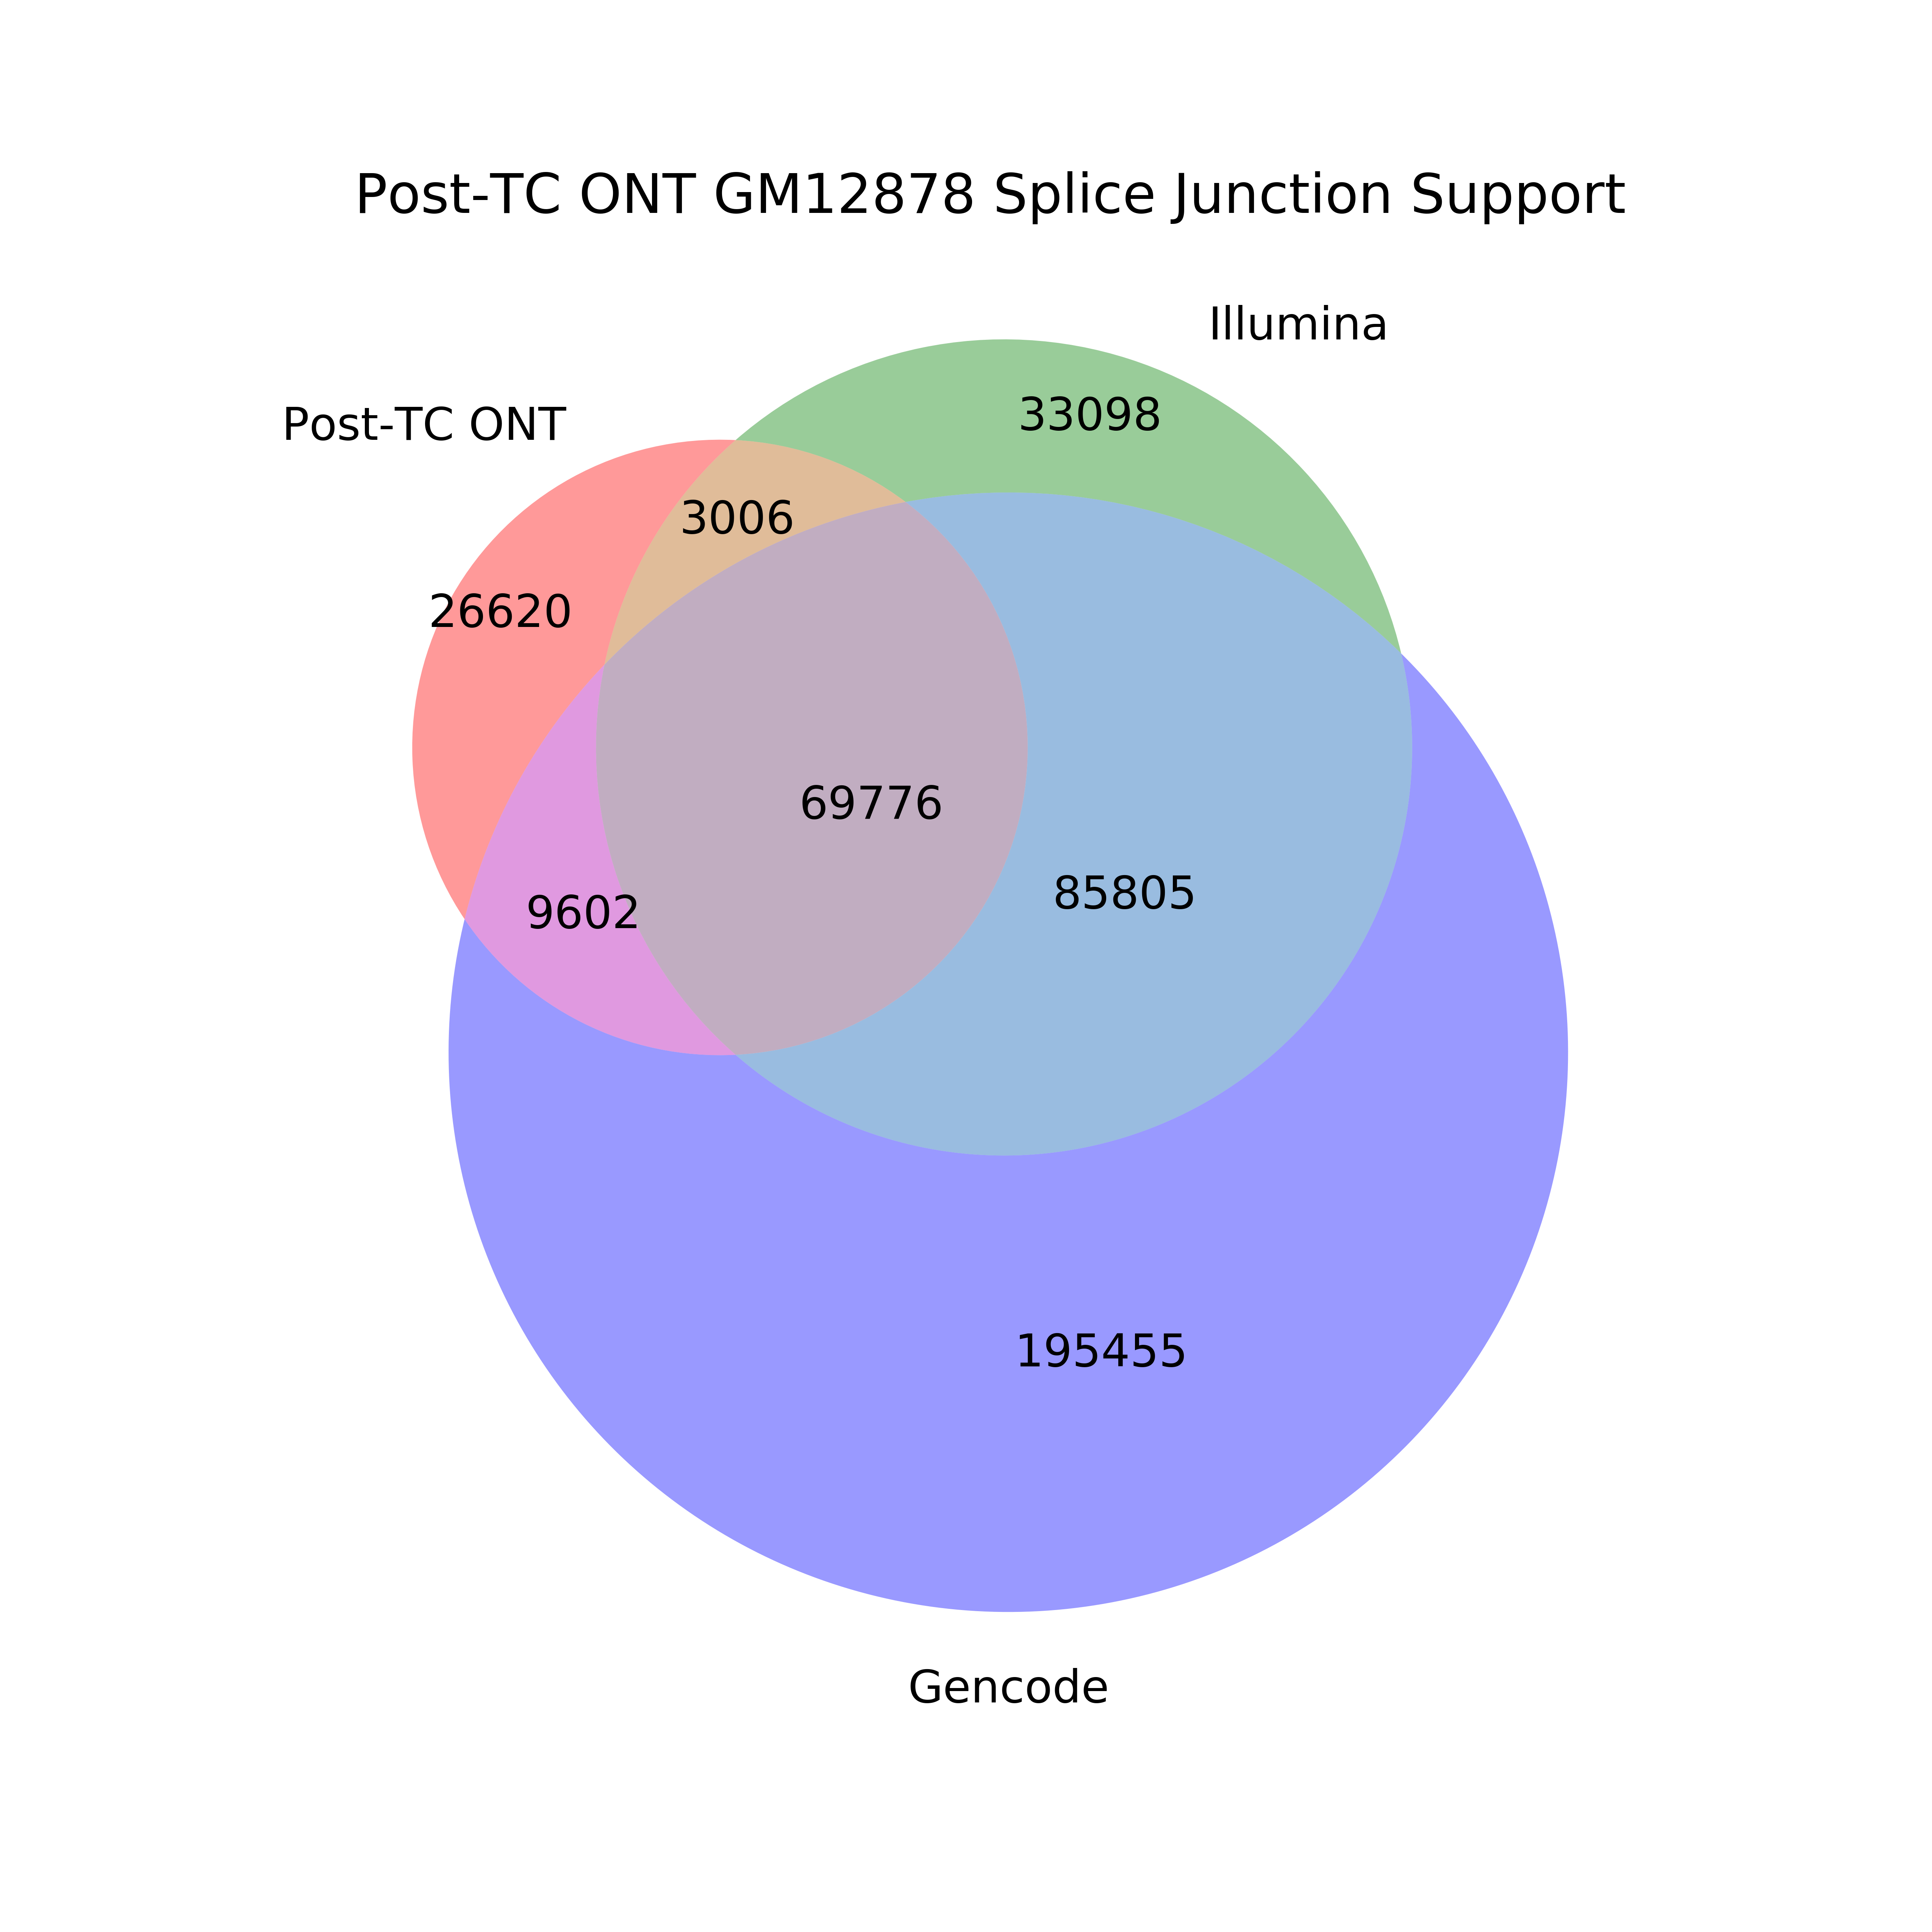 Post-TC ONT GM12878 Splice Junction Support
Illumina
33098
Post-TC ONT
3006
26620
69776
85805
9602
195455
Gencode